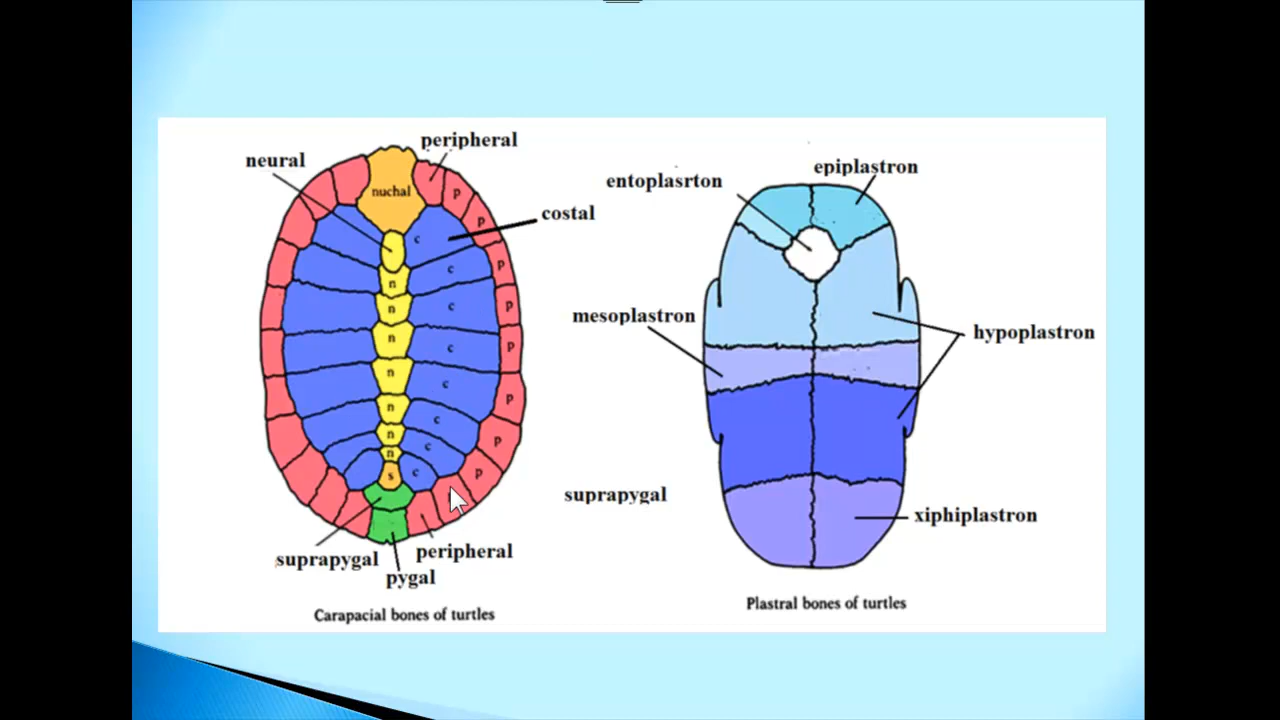 peripheral
neural
nuchal
p
p
costal
c
p
c
n
n
c
p
n
c
p
n
c
n
p
c
n
c
p
n
s
c
p
suprapygal
peripheral
pygal
Carapacial bones of turtles
epiplastron
entoplasrton
mesoplastron
hypoplastron
suprapygal
xiphiplastron
Plastral bones of turtles